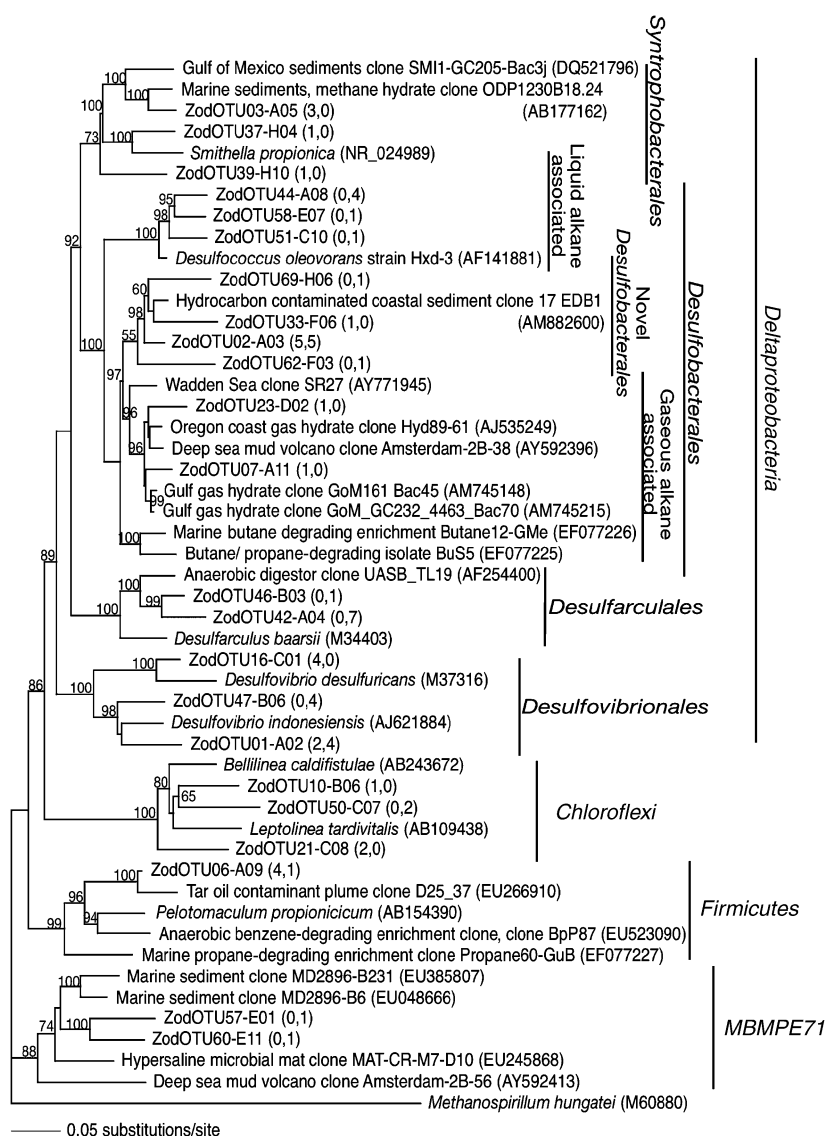 Syntrophobacterales
100
Gulf of Mexico sediments clone SMI1-GC205-Bac3j (DQ521796)
Marine sediments, methane hydrate clone ODP1230B18.24
100
100
ZodOTU03-A05 (3,0)
(AB177162)
ZodOTU37-H04 (1,0)
73
100
Smithella propionica (NR_024989)
ZodOTU39-H10 (1,0)
Liquid alkane
associated
95
ZodOTU44-A08 (0,4)
98
ZodOTU58-E07 (0,1)
100
ZodOTU51-C10 (0,1)
92
Desulfococcus oleovorans strain Hxd-3 (AF141881)
ZodOTU69-H06 (0,1)
60
Hydrocarbon contaminated coastal sediment clone 17 EDB1
98
ZodOTU33-F06 (1,0)
(AM882600)
55
ZodOTU02-A03 (5,5)
100
ZodOTU62-F03 (0,1)
Novel
Desulfobacterales
Desulfobacterales
Deltaproteobacteria
97
Wadden Sea clone SR27 (AY771945)
ZodOTU23-D02 (1,0)
96
Oregon coast gas hydrate clone Hyd89-61 (AJ535249)
96
Deep sea mud volcano clone Amsterdam-2B-38 (AY592396)
ZodOTU07-A11 (1,0)
99
Gulf gas hydrate clone GoM161 Bac45 (AM745148)
Gulf gas hydrate clone GoM_GC232_4463_Bac70 (AM745215)
Gaseous alkane
associated
Marine butane degrading enrichment Butane12-GMe (EF077226)
100
Butane/ propane-degrading isolate BuS5 (EF077225)
89
Anaerobic digestor clone UASB_TL19 (AF254400)
100
ZodOTU46-B03 (0,1)
99
100
ZodOTU42-A04 (0,7)
Desulfarculus baarsii (M34403)
Desulfarculales
ZodOTU16-C01 (4,0)
100
Desulfovibrio desulfuricans (M37316)
86
100
ZodOTU47-B06 (0,4)
98
Desulfovibrio indonesiensis (AJ621884)
ZodOTU01-A02 (2,4)
Desulfovibrionales
Bellilinea caldifistulae (AB243672)
80
ZodOTU10-B06 (1,0)
65
ZodOTU50-C07 (0,2)
100
Leptolinea tardivitalis (AB109438)
ZodOTU21-C08 (2,0)
Chloroflexi
ZodOTU06-A09 (4,1)
100
Tar oil contaminant plume clone D25_37 (EU266910)
96
Pelotomaculum propionicicum (AB154390)
94
99
Anaerobic benzene-degrading enrichment clone, clone BpP87 (EU523090)
Marine propane-degrading enrichment clone Propane60-GuB (EF077227)
Firmicutes
Marine sediment clone MD2896-B231 (EU385807)
100
Marine sediment clone MD2896-B6 (EU048666)
ZodOTU57-E01 (0,1)
74
100
ZodOTU60-E11 (0,1)
88
Hypersaline microbial mat clone MAT-CR-M7-D10 (EU245868)
Deep sea mud volcano clone Amsterdam-2B-56 (AY592413)
MBMPE71
Methanospirillum hungatei (M60880)
0.05 substitutions/site